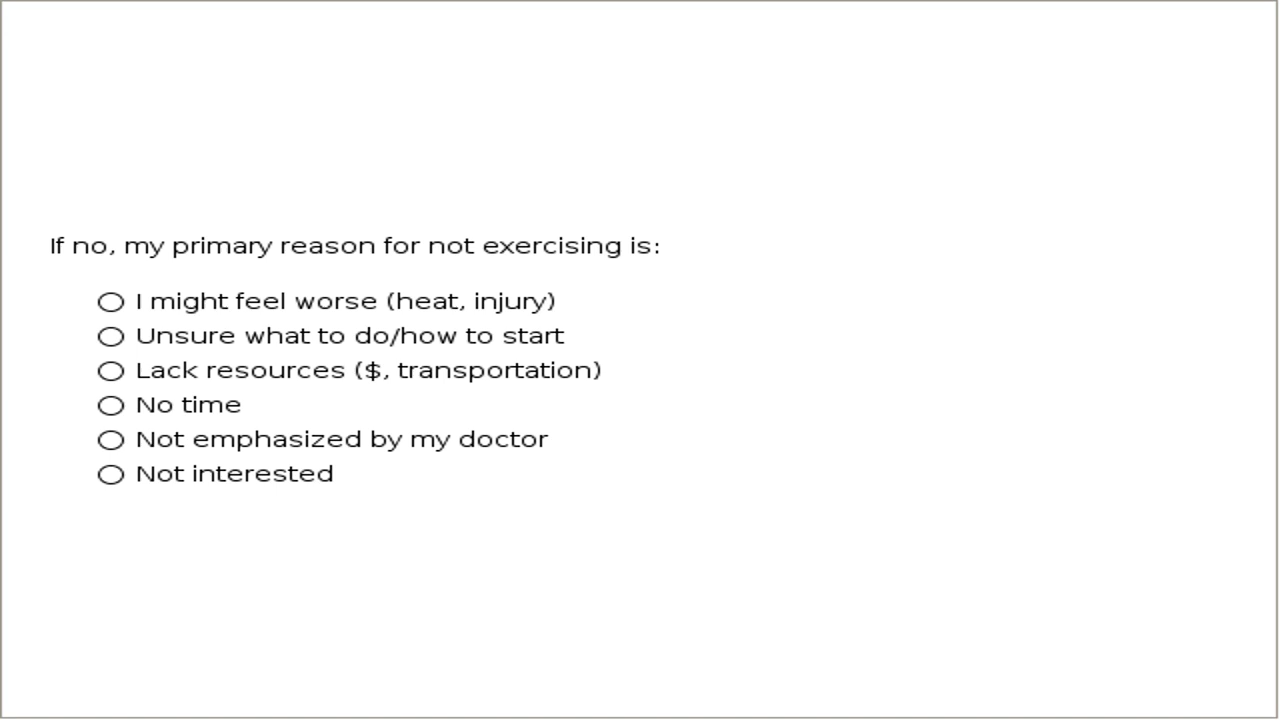 If no, my primary reason for not exercising is:
I might feel worse (heat, injury)
Unsure what to do/how to start
Lack resources ($, transportation)
No time
Not emphasized by my doctor
Not interested